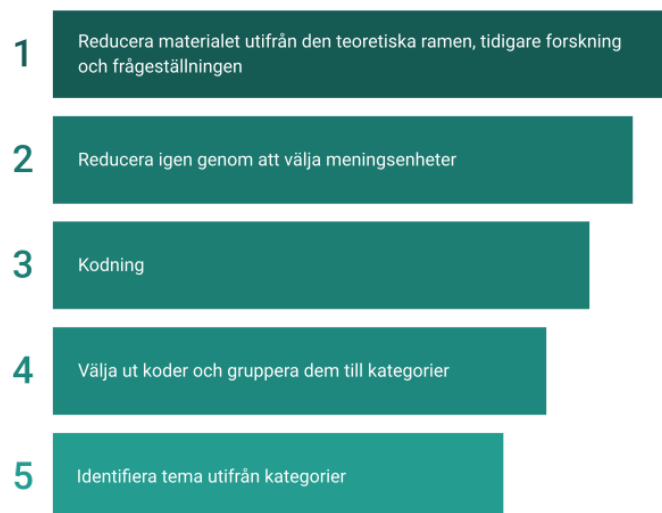 1
Reducera materialet utifrån den teoretiska ramen, tidigare forskning
och frågeställningen
2
Reducera igen genom att välja meningsenheter
3
Kodning
4
Välja ut koder och gruppera dem till kategorier
5
Identifiera tema utifrån kategorier